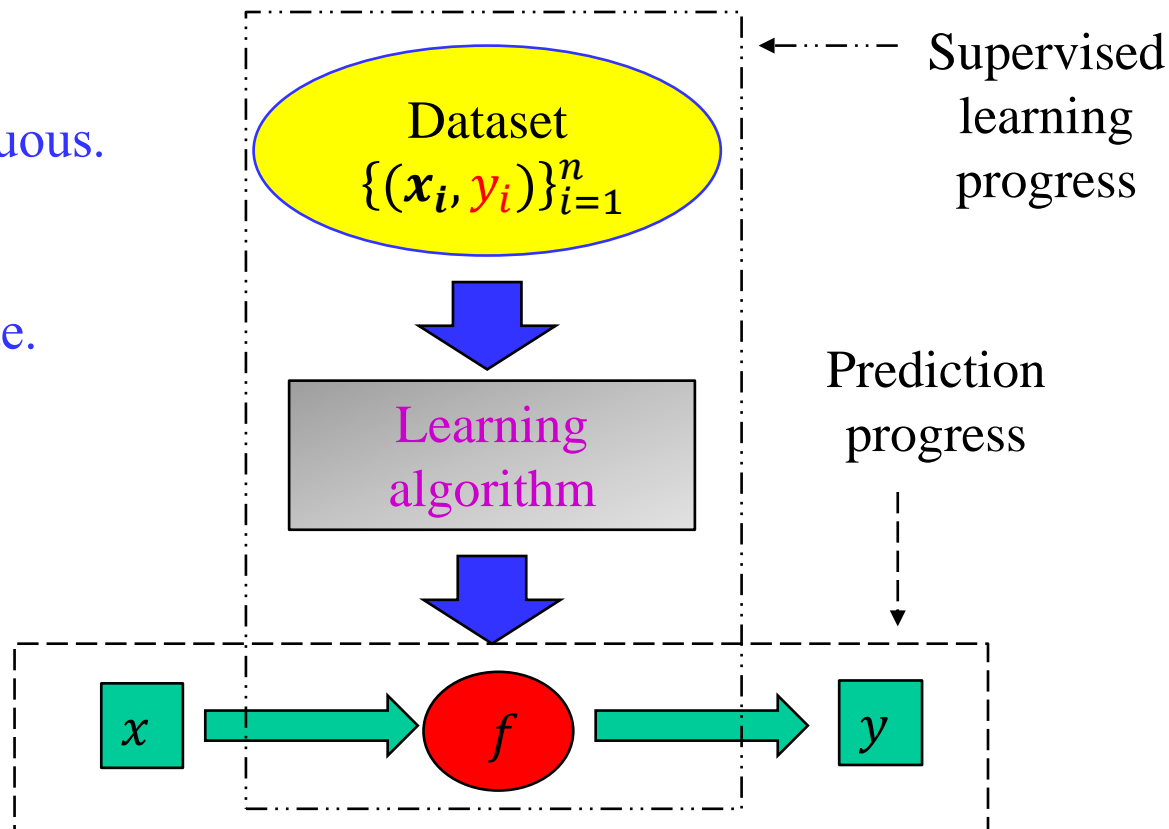 uous.
e.
Dataset
{(𝒙ᵢ, yᵢ)}ⁿᵢ₌₁
Learning
algorithm
x
f
y
Supervised
learning
progress
Prediction
progress